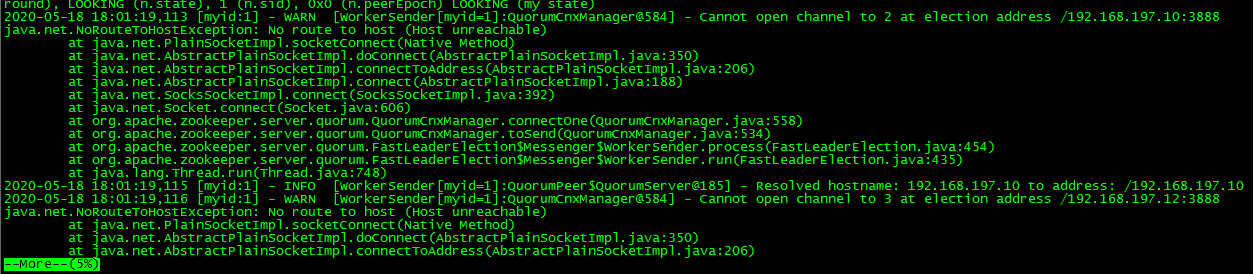 round), LOOKING (n.state), 1 (n.sid), 0x0 (n.peerEpoch) LOOKING (my state)
2020-05-18 18:01:19,113 [myid:1] - WARN  [WorkerSender[myid=1]:QuorumCnxManager@584] - Cannot open channel to 2 at election address /192.168.197.10:3888
java.net.NoRouteToHostException: No route to host (Host unreachable)
        at java.net.PlainSocketImpl.socketConnect(Native Method)
        at java.net.AbstractPlainSocketImpl.doConnect(AbstractPlainSocketImpl.java:350)
        at java.net.AbstractPlainSocketImpl.connectToAddress(AbstractPlainSocketImpl.java:206)
        at java.net.AbstractPlainSocketImpl.connect(AbstractPlainSocketImpl.java:188)
        at java.net.SocksSocketImpl.connect(SocksSocketImpl.java:392)
        at java.net.Socket.connect(Socket.java:606)
        at org.apache.zookeeper.server.quorum.QuorumCnxManager.connectOne(QuorumCnxManager.java:558)
        at org.apache.zookeeper.server.quorum.QuorumCnxManager.toSend(QuorumCnxManager.java:534)
        at org.apache.zookeeper.server.quorum.FastLeaderElection$Messenger$WorkerSender.process(FastLeaderElection.java:454)
        at org.apache.zookeeper.server.quorum.FastLeaderElection$Messenger$WorkerSender.run(FastLeaderElection.java:435)
        at java.lang.Thread.run(Thread.java:748)
2020-05-18 18:01:19,115 [myid:1] - INFO  [WorkerSender[myid=1]:QuorumPeer$QuorumServer@185] - Resolved hostname: 192.168.197.10 to address: /192.168.197.10
2020-05-18 18:01:19,116 [myid:1] - WARN  [WorkerSender[myid=1]:QuorumCnxManager@584] - Cannot open channel to 3 at election address /192.168.197.12:3888
java.net.NoRouteToHostException: No route to host (Host unreachable)
        at java.net.PlainSocketImpl.socketConnect(Native Method)
        at java.net.AbstractPlainSocketImpl.doConnect(AbstractPlainSocketImpl.java:350)
        at java.net.AbstractPlainSocketImpl.connectToAddress(AbstractPlainSocketImpl.java:206)
--More--(5%)